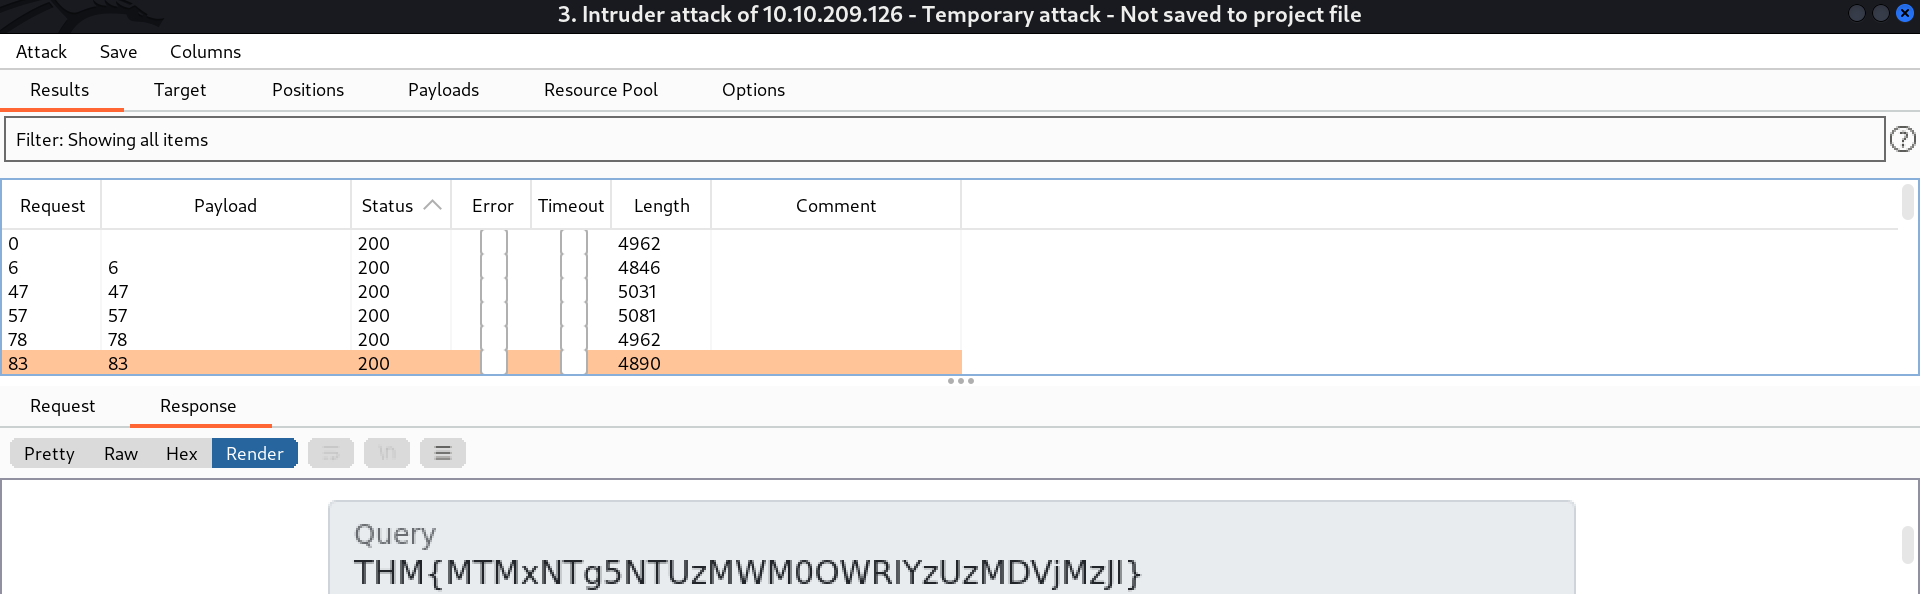 3. Intruder attack of 10.10.209.126 - Temporary attack - Not saved to project file
Attack Save Columns
Results Target Positions Payloads Resource Pool Options
Filter: Showing all items
?
Request Payload Status Error Timeout Length Comment
0 200 4962
6 6 200 4846
47 47 200 5031
57 57 200 5081
78 78 200 4962
83 83 200 4890
Request Response
Pretty Raw Hex Render \n
Query
THM{MTMxNTg5NTUzMWM0OWRlYzUzMDVjMzJl}